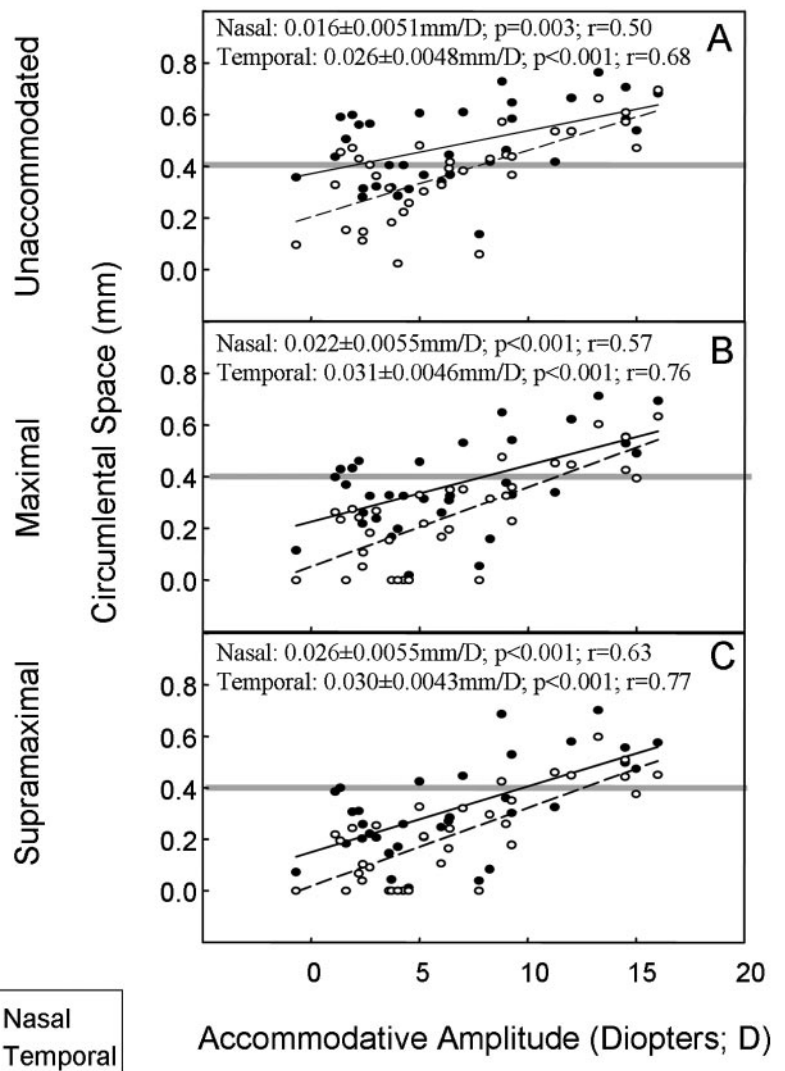 Nasal: 0.016±0.0051mm/D; p=0.003; r=0.50
A
Temporal: 0.026±0.0048mm/D; p<0.001; r=0.68
Unaccommodated
0.8
0.6
0.4
0.2
0.0
Nasal: 0.022±0.0055mm/D; p<0.001; r=0.57
B
Temporal: 0.031±0.0046mm/D; p<0.001; r=0.76
Maximal
Circumlental Space (mm)
0.8
0.6
0.4
0.2
0.0
Nasal: 0.026±0.0055mm/D; p<0.001; r=0.63
C
Temporal: 0.030±0.0043mm/D; p<0.001; r=0.77
Supramaximal
0.8
0.6
0.4
0.2
0.0
0 5 10 15 20
Nasal
Temporal
Accommodative Amplitude (Diopters; D)